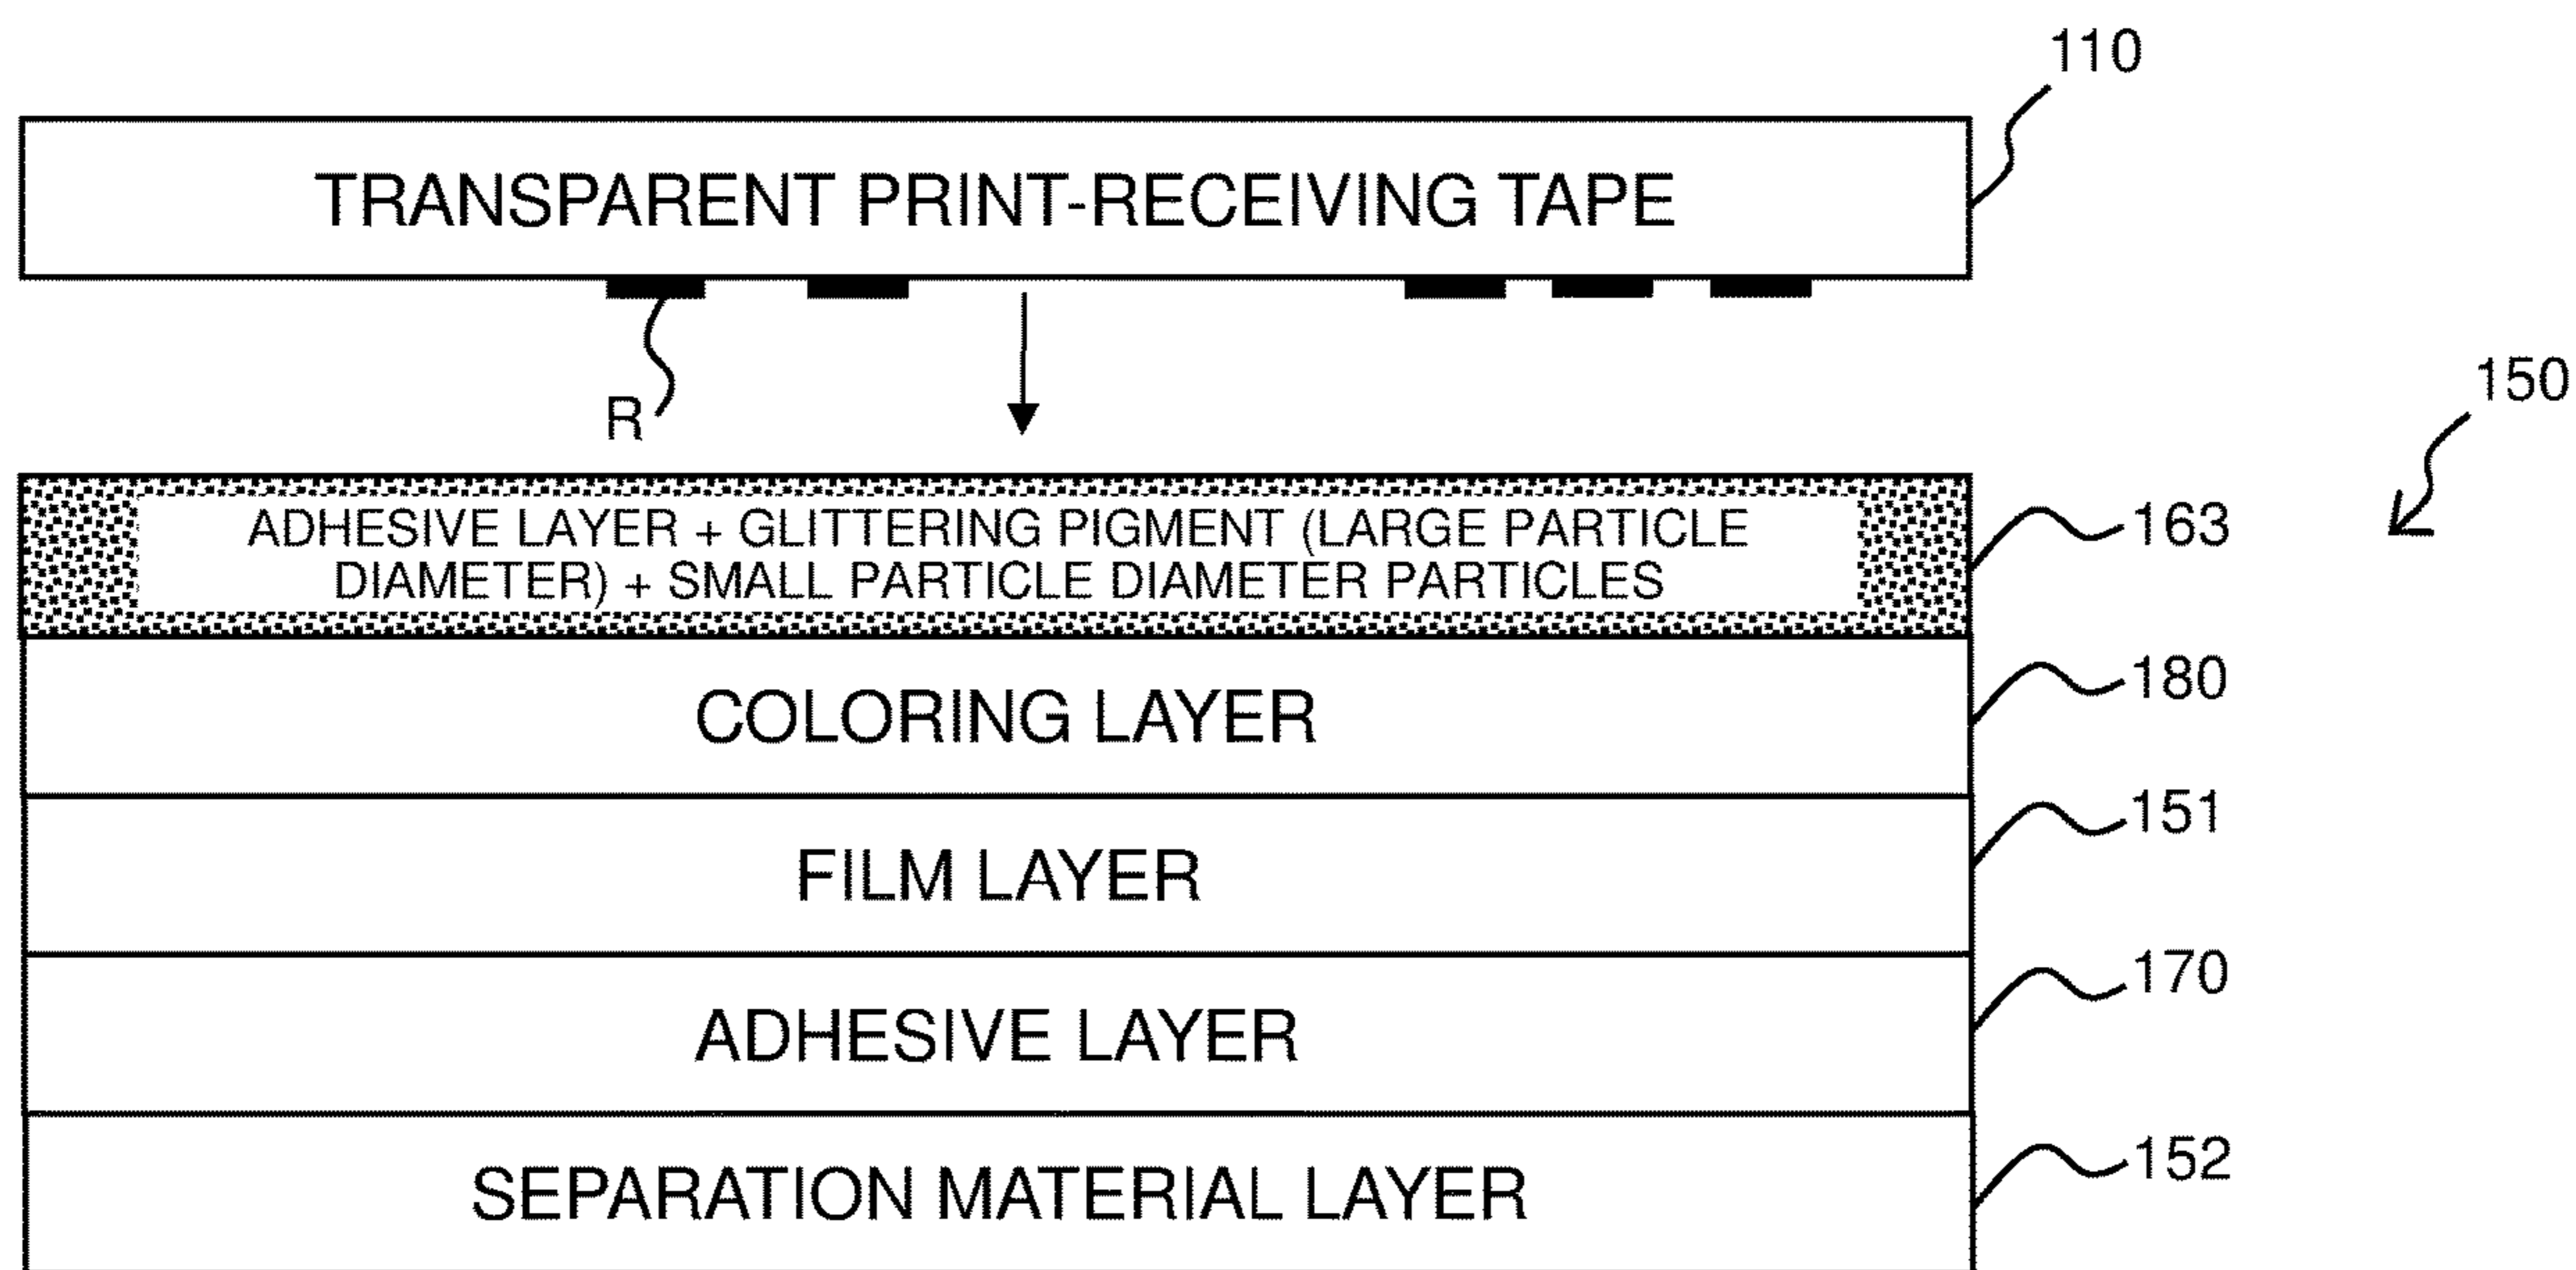 110
TRANSPARENT PRINT-RECEIVING TAPE
R
150
ADHESIVE LAYER + GLITTERING PIGMENT (LARGE PARTICLE
DIAMETER) + SMALL PARTICLE DIAMETER PARTICLES
163
COLORING LAYER
180
FILM LAYER
151
ADHESIVE LAYER
170
SEPARATION MATERIAL LAYER
152